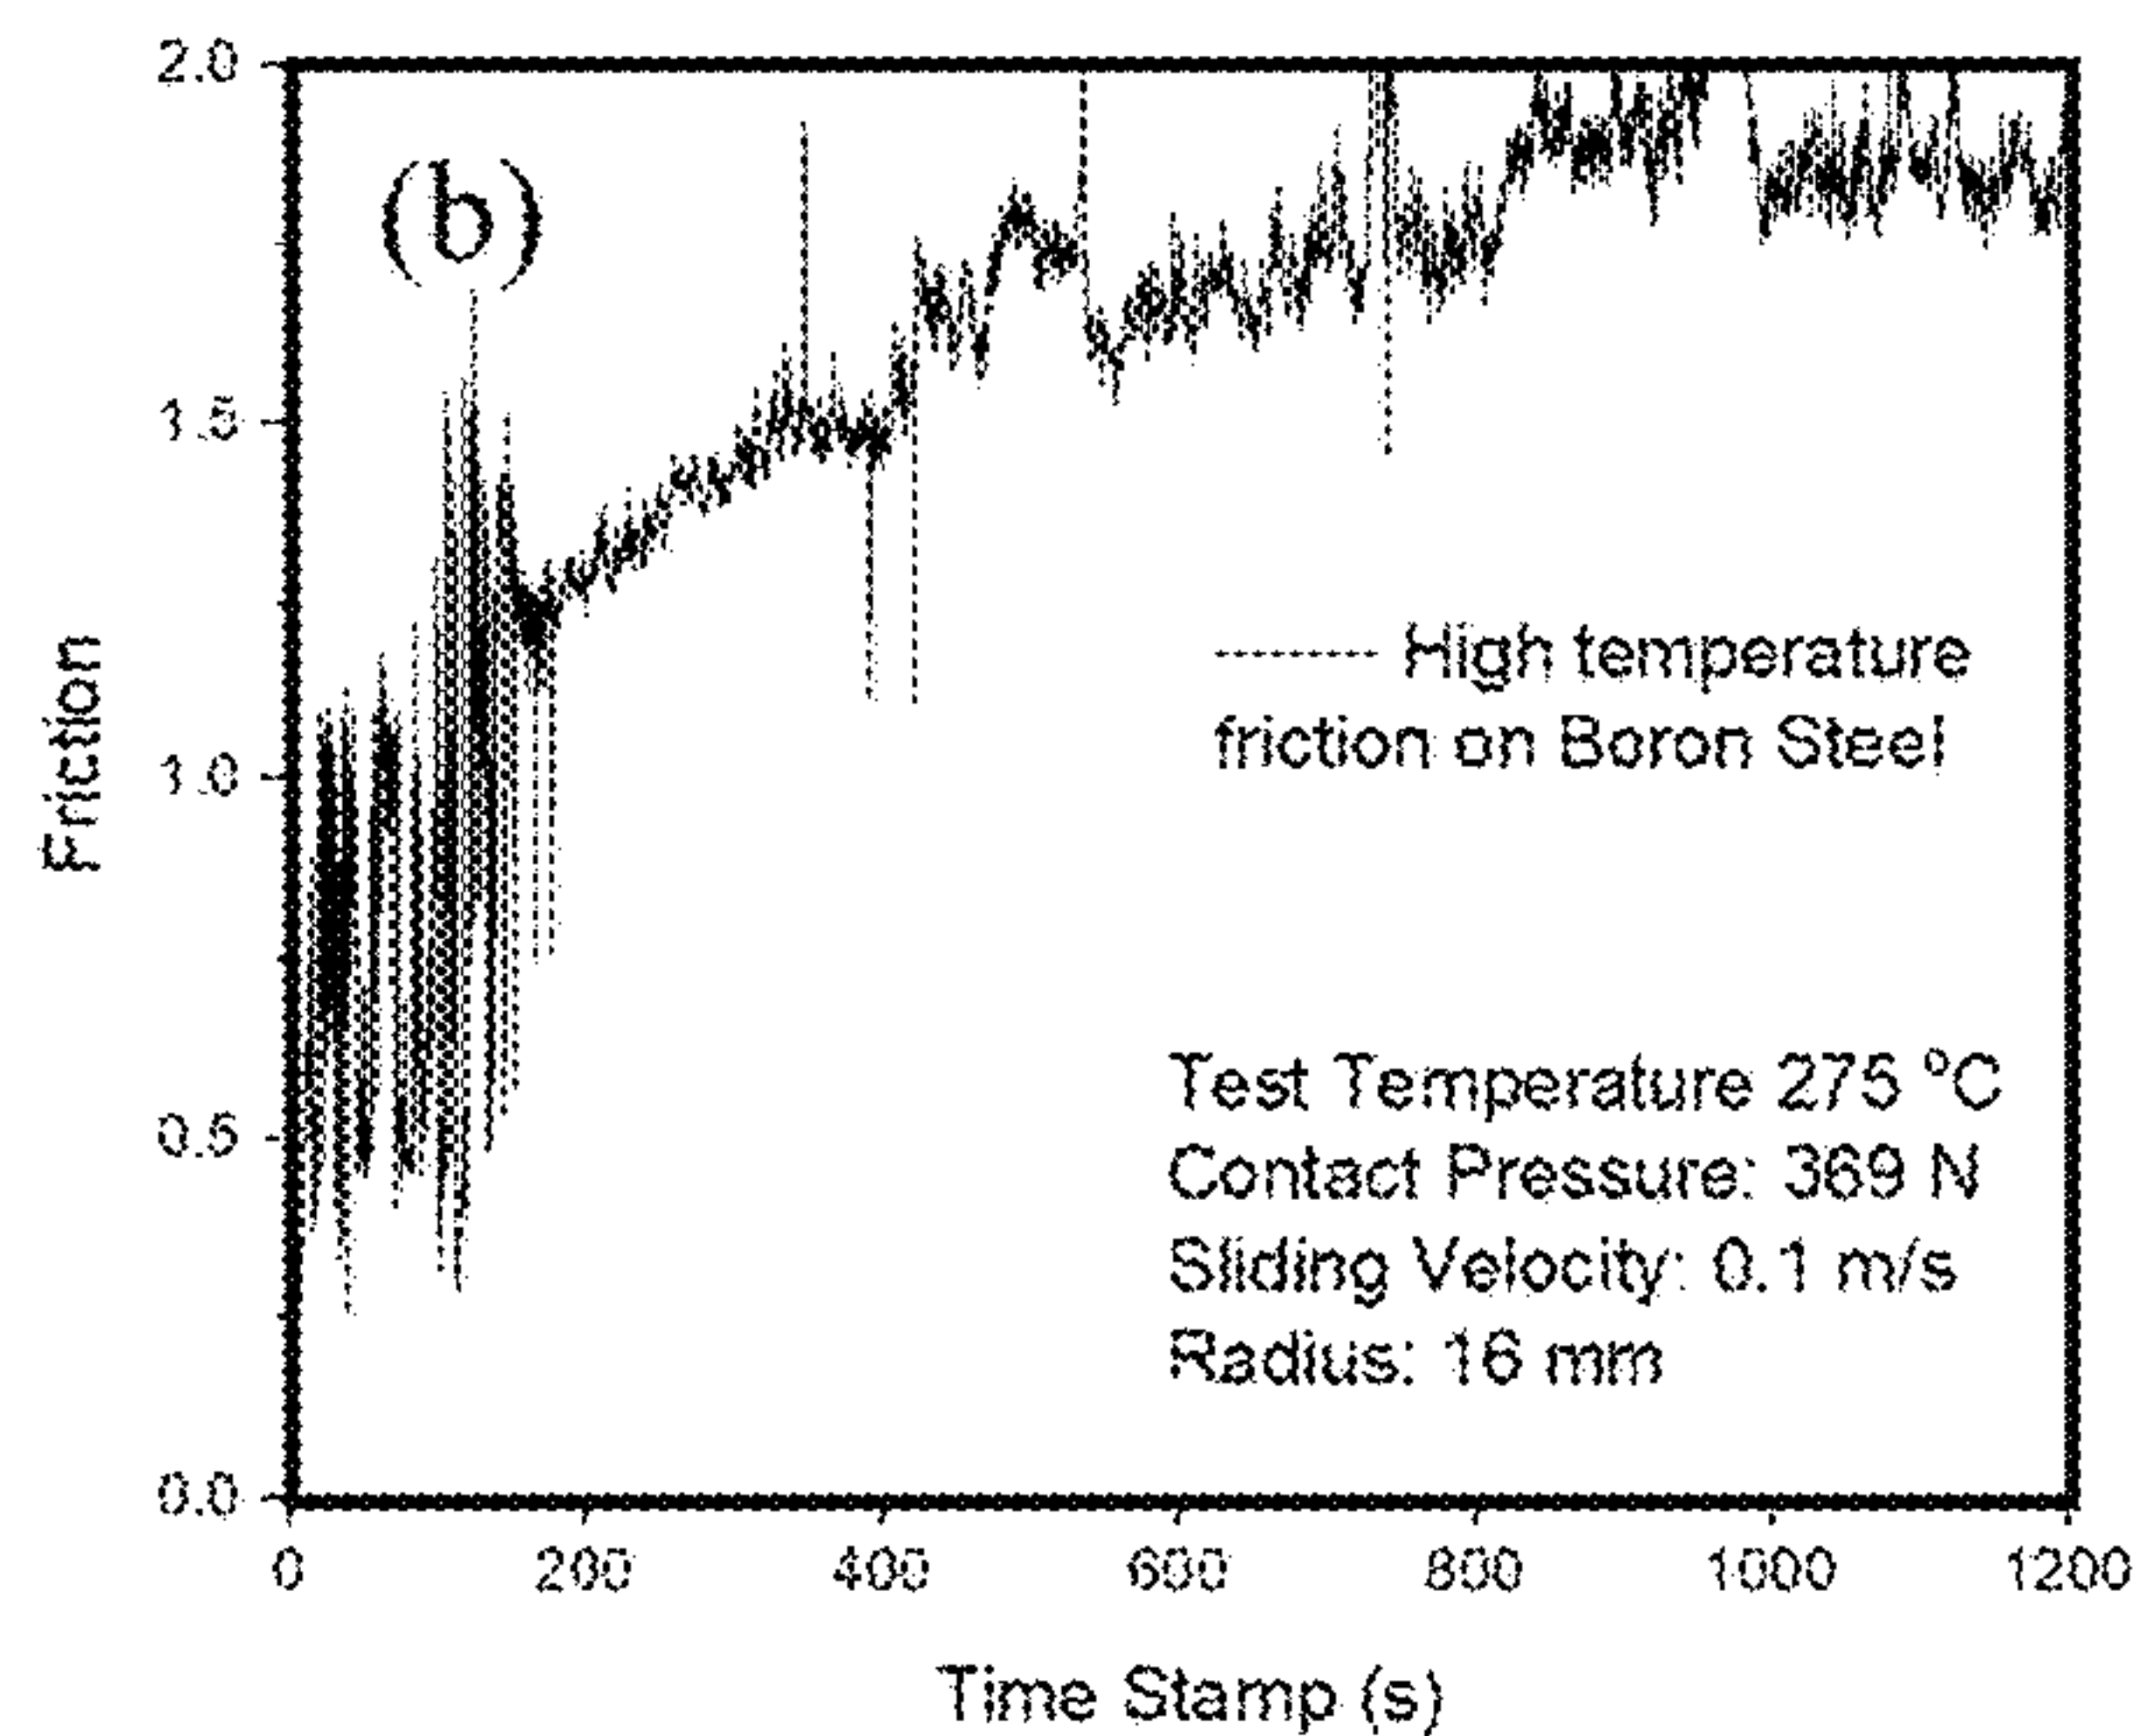 2.0
(b)
1.5
1.0
0.5
0.0
Friction
High temperature
friction on Boron Steel
Test Temperature 275 ºC
Contact Pressure: 369 N
Sliding Velocity: 0.1 m/s
Radius: 16 mm
0 200 400 600 800 1000 1200
Time Stamp (s)